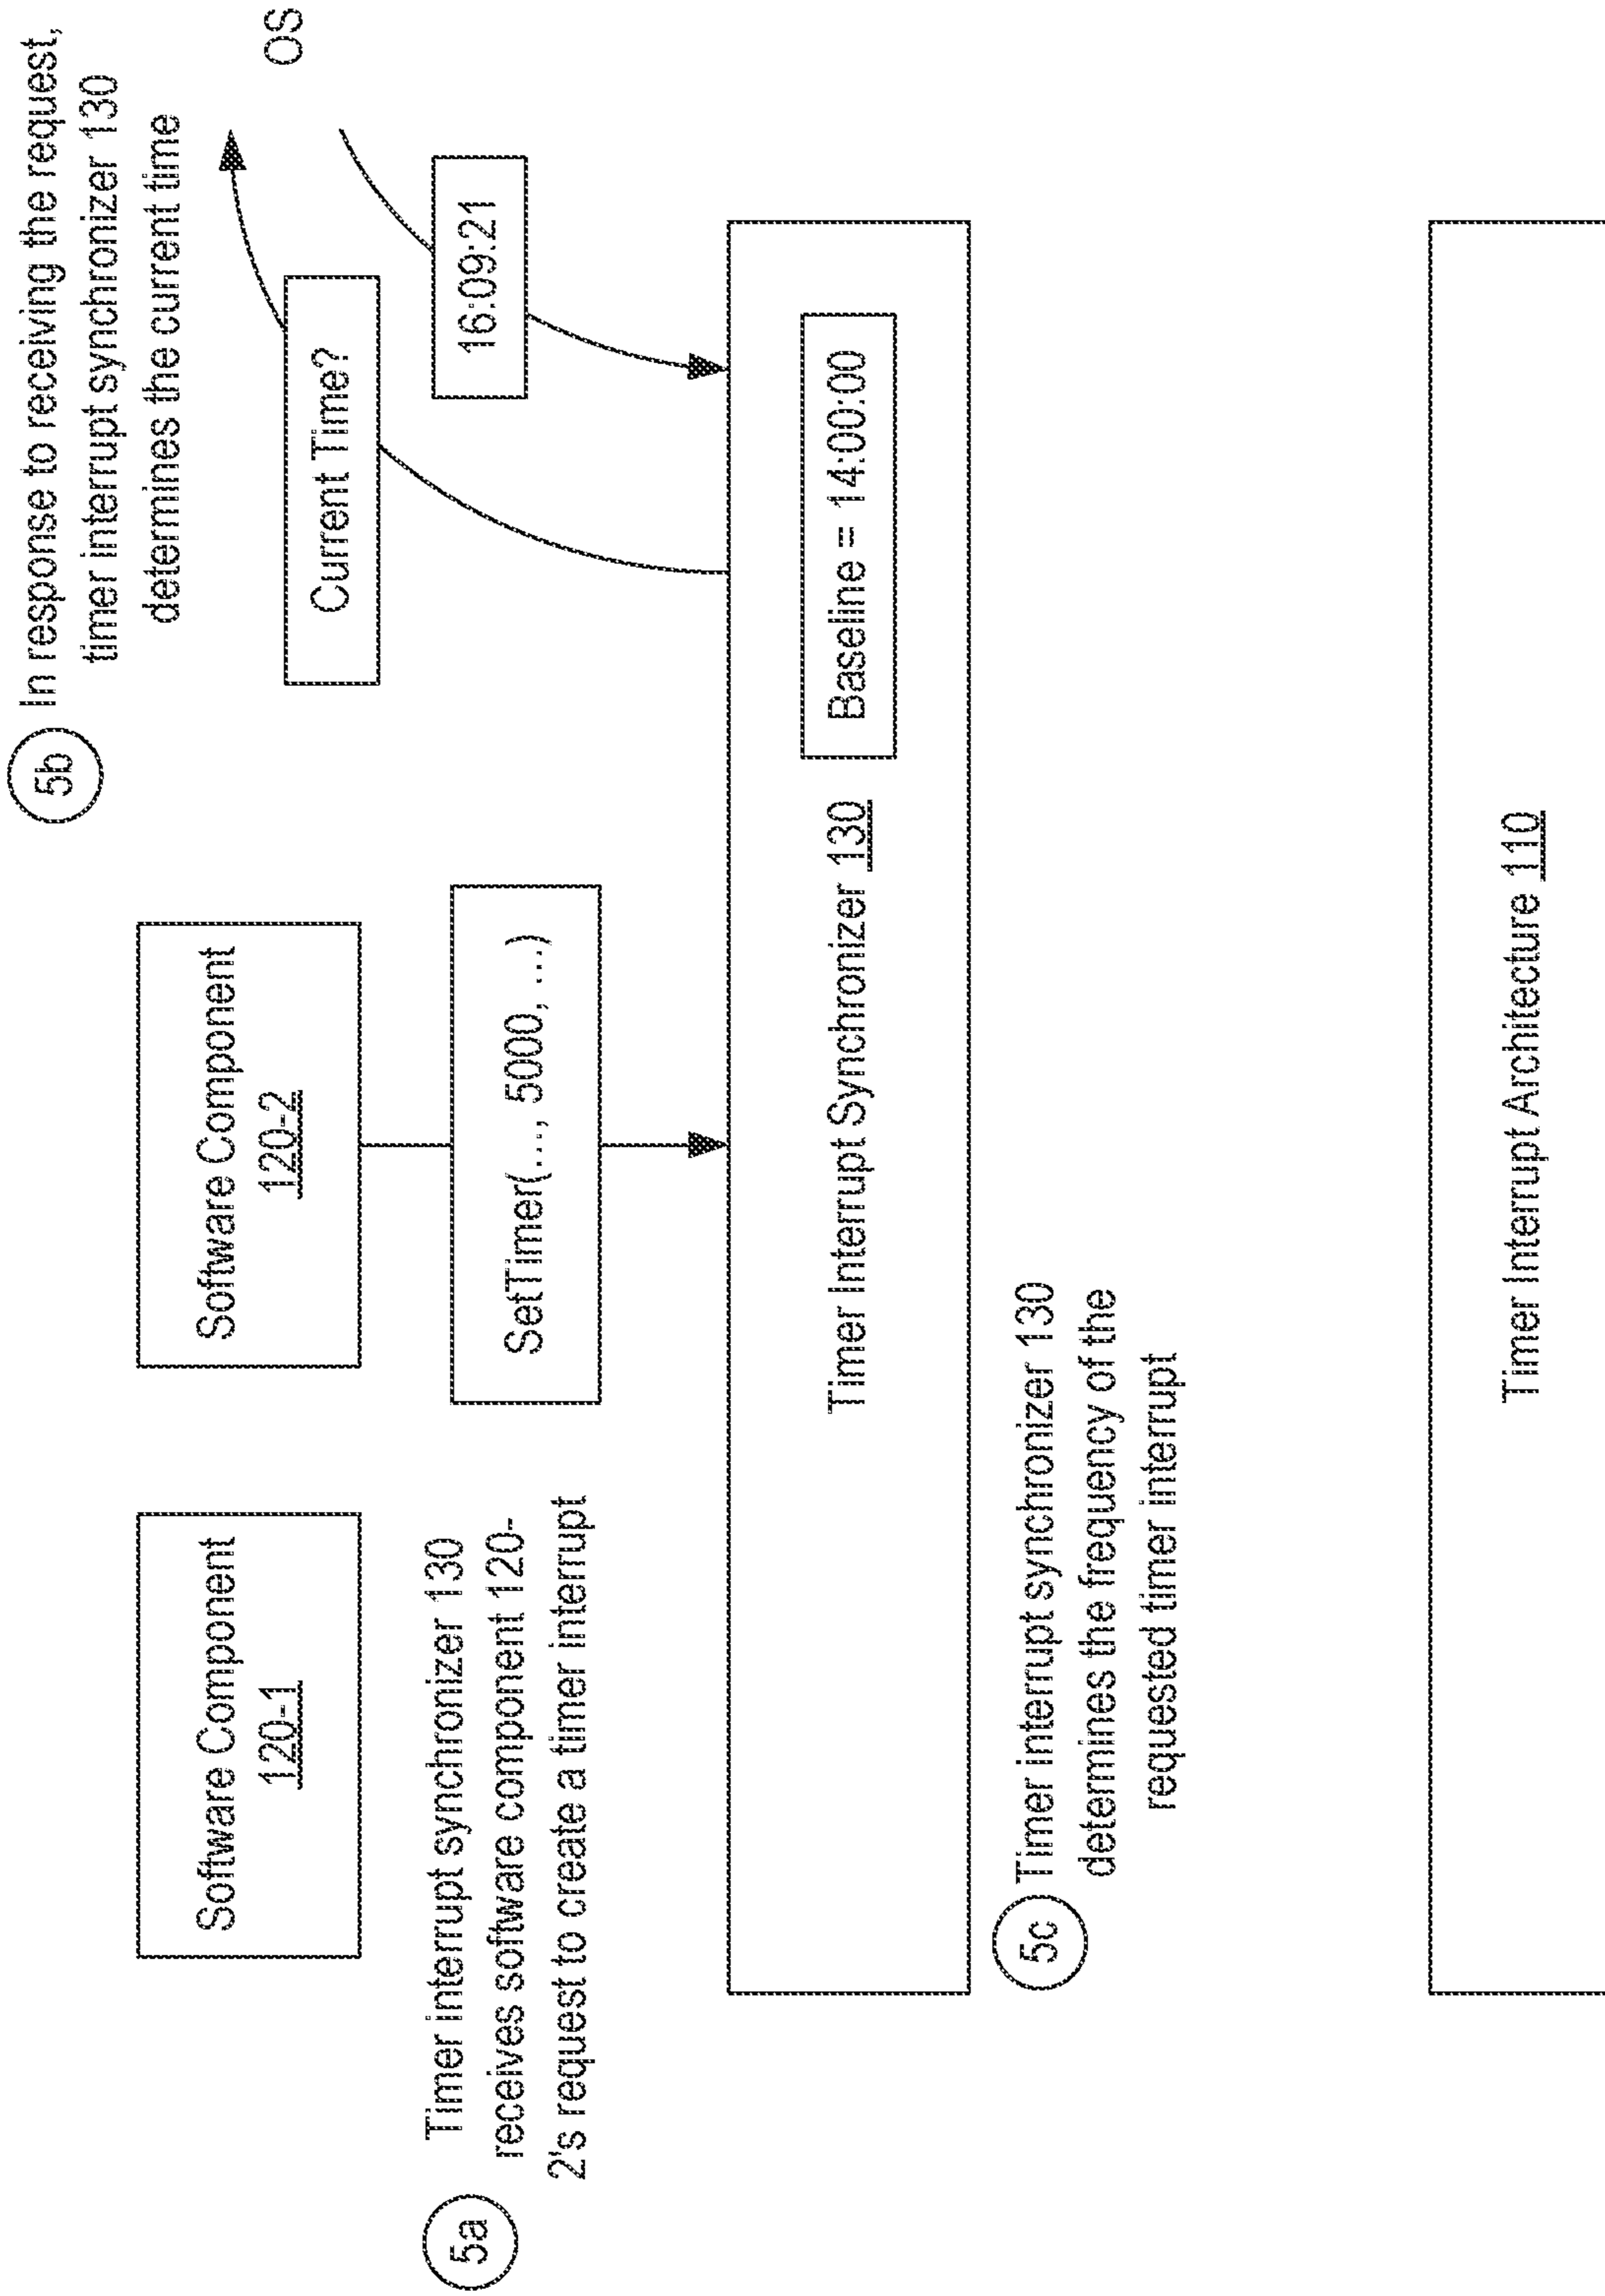 5b
In response to receiving the request,
timer interrupt synchronizer 130
determines the current time
OS
Software Component
120-1
Software Component
120-2
Current Time?
16:09:21
5a
Timer interrupt synchronizer 130
receives software component 120-
2's request to create a timer interrupt
SetTimer(..., 5000, ...)
Timer Interrupt Synchronizer 130
Baseline = 14:00:00
5c
Timer interrupt synchronizer 130
determines the frequency of the
requested timer interrupt
Timer Interrupt Architecture 110